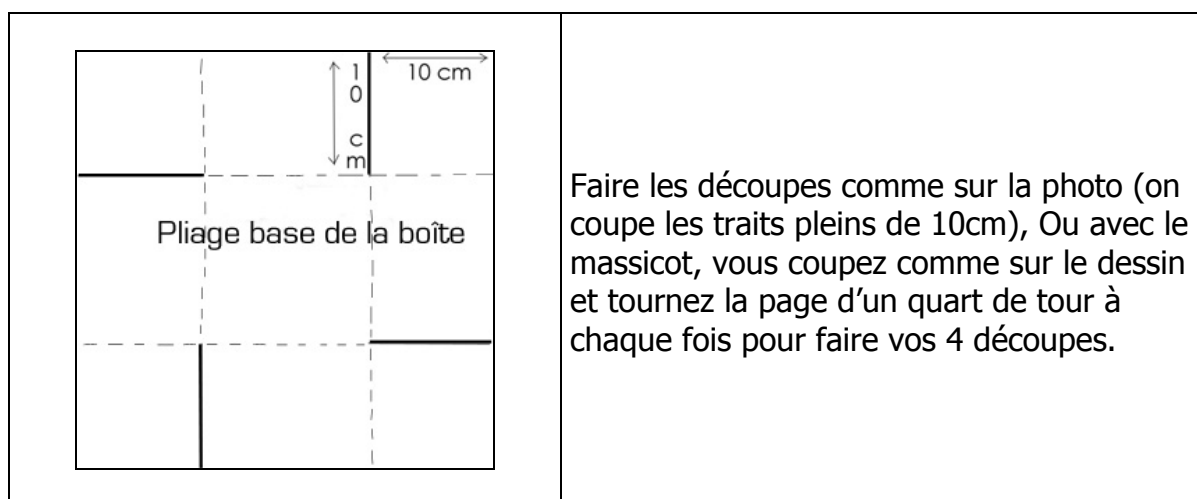 10 cm
10 cm
Pliage base de la boîte
Faire les découpes comme sur la photo (on
coupe les traits pleins de 10cm), Ou avec le
massicot, vous coupez comme sur le dessin
et tournez la page d’un quart de tour à
chaque fois pour faire vos 4 découpes.